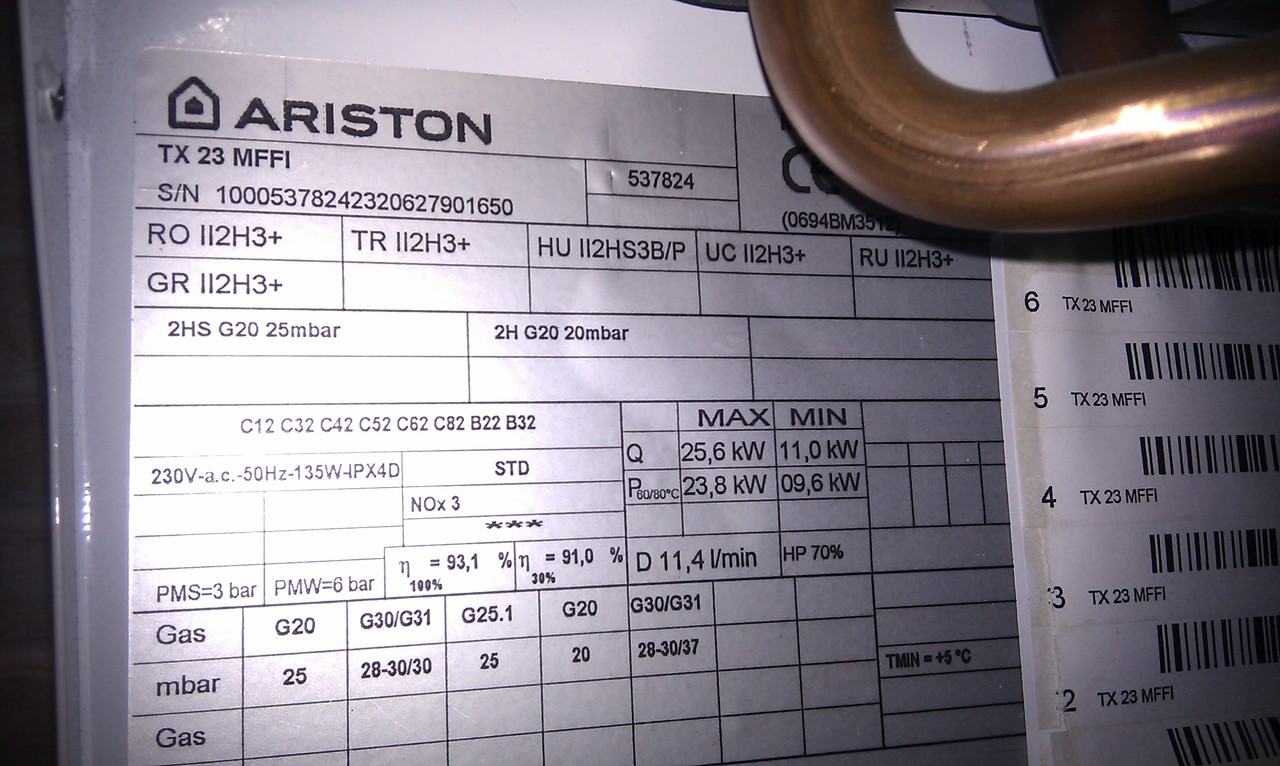 ARISTON
TX 23 MFFI
537824
S/N 10005378242320627901650
(0694BM3512)
RO II2H3+ TR II2H3+ HU II2HS3B/P UC II2H3+ RU II2H3+
GR II2H3+
2HS G20 25mbar 2H G20 20mbar
C12 C32 C42 C52 C62 C82 B22 B32
MAX MIN
Q 25,6 kW 11,0 kW
230V-a.c.-50Hz-135W-IPX4D STD
P60/80°C 23,8 kW 09,6 kW
NOx 3
***
PMS=3 bar PMW=6 bar η 100% = 93,1 % η 30% = 91,0 % D 11,4 l/min HP 70%
Gas G20 G30/G31 G25.1 G20 G30/G31
mbar 25 28-30/30 25 20 28-30/37
TMIN = +5 °C
Gas
6 TX 23 MFFI
5 TX 23 MFFI
4 TX 23 MFFI
3 TX 23 MFFI
2 TX 23 MFFI